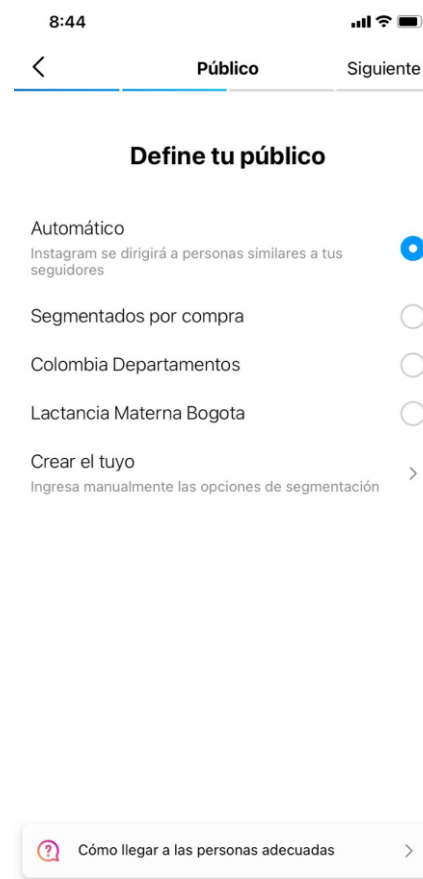 8:44
Público
Siguiente
Define tu público
Automático
Instagram se dirigirá a personas similares a tus
seguidores
Segmentados por compra
Colombia Departamentos
Lactancia Materna Bogota
Crear el tuyo
Ingresa manualmente las opciones de segmentación
Cómo llegar a las personas adecuadas